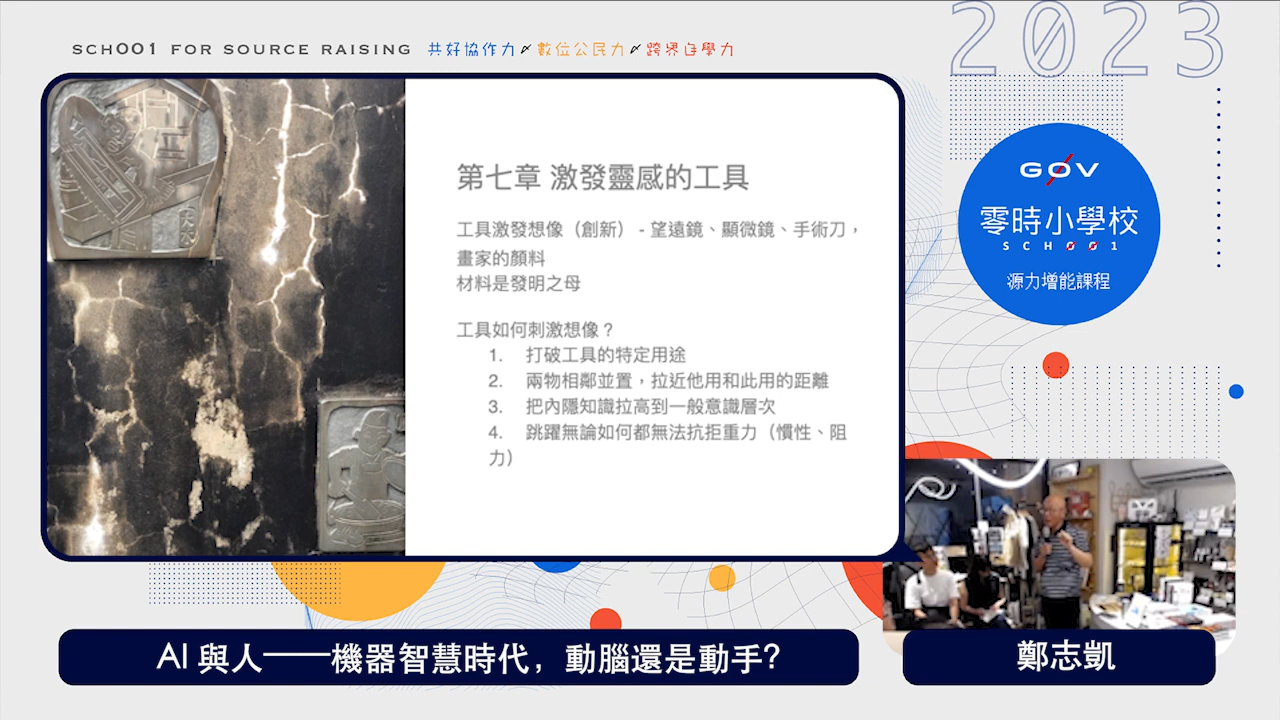 SCH001 FOR SOURCE RAISING 共好協作力 數位公民力 跨界自學力
2023
G0V
零時小學校
SCH001
源力增能課程
第七章 激發靈感的工具
工具激發想像（創新） - 望遠鏡、顯微鏡、手術刀，
畫家的顏料
材料是發明之母
工具如何刺激想像？
1. 打破工具的特定用途
2. 兩物相鄰並置，拉近他用和此用的距離
3. 把內隱知識拉高到一般意識層次
4. 跳躍無論如何都無法抗拒重力（慣性、阻
力）
AI 與人——機器智慧時代，動腦還是動手？
鄭志凱